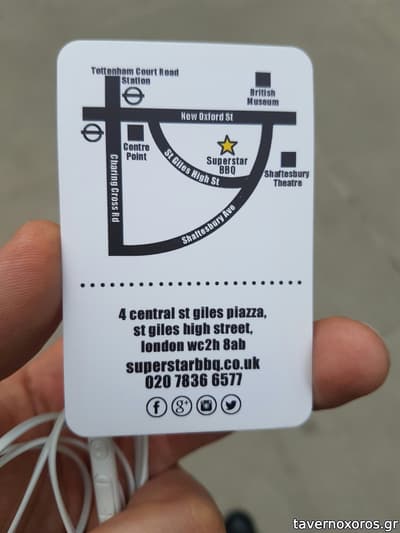 Tottenham Court Road
Station
British
Museum
New Oxford St
Centre
Point
St Giles High St
Superstar
BBQ
Shaftesbury
Theatre
Charing Cross Rd
Shaftesbury Ave
4 central st giles piazza,
st giles high street,
london wc2h 8ab
superstarbbq.co.uk
020 7836 6577
f g+
tavernoxoros.gr